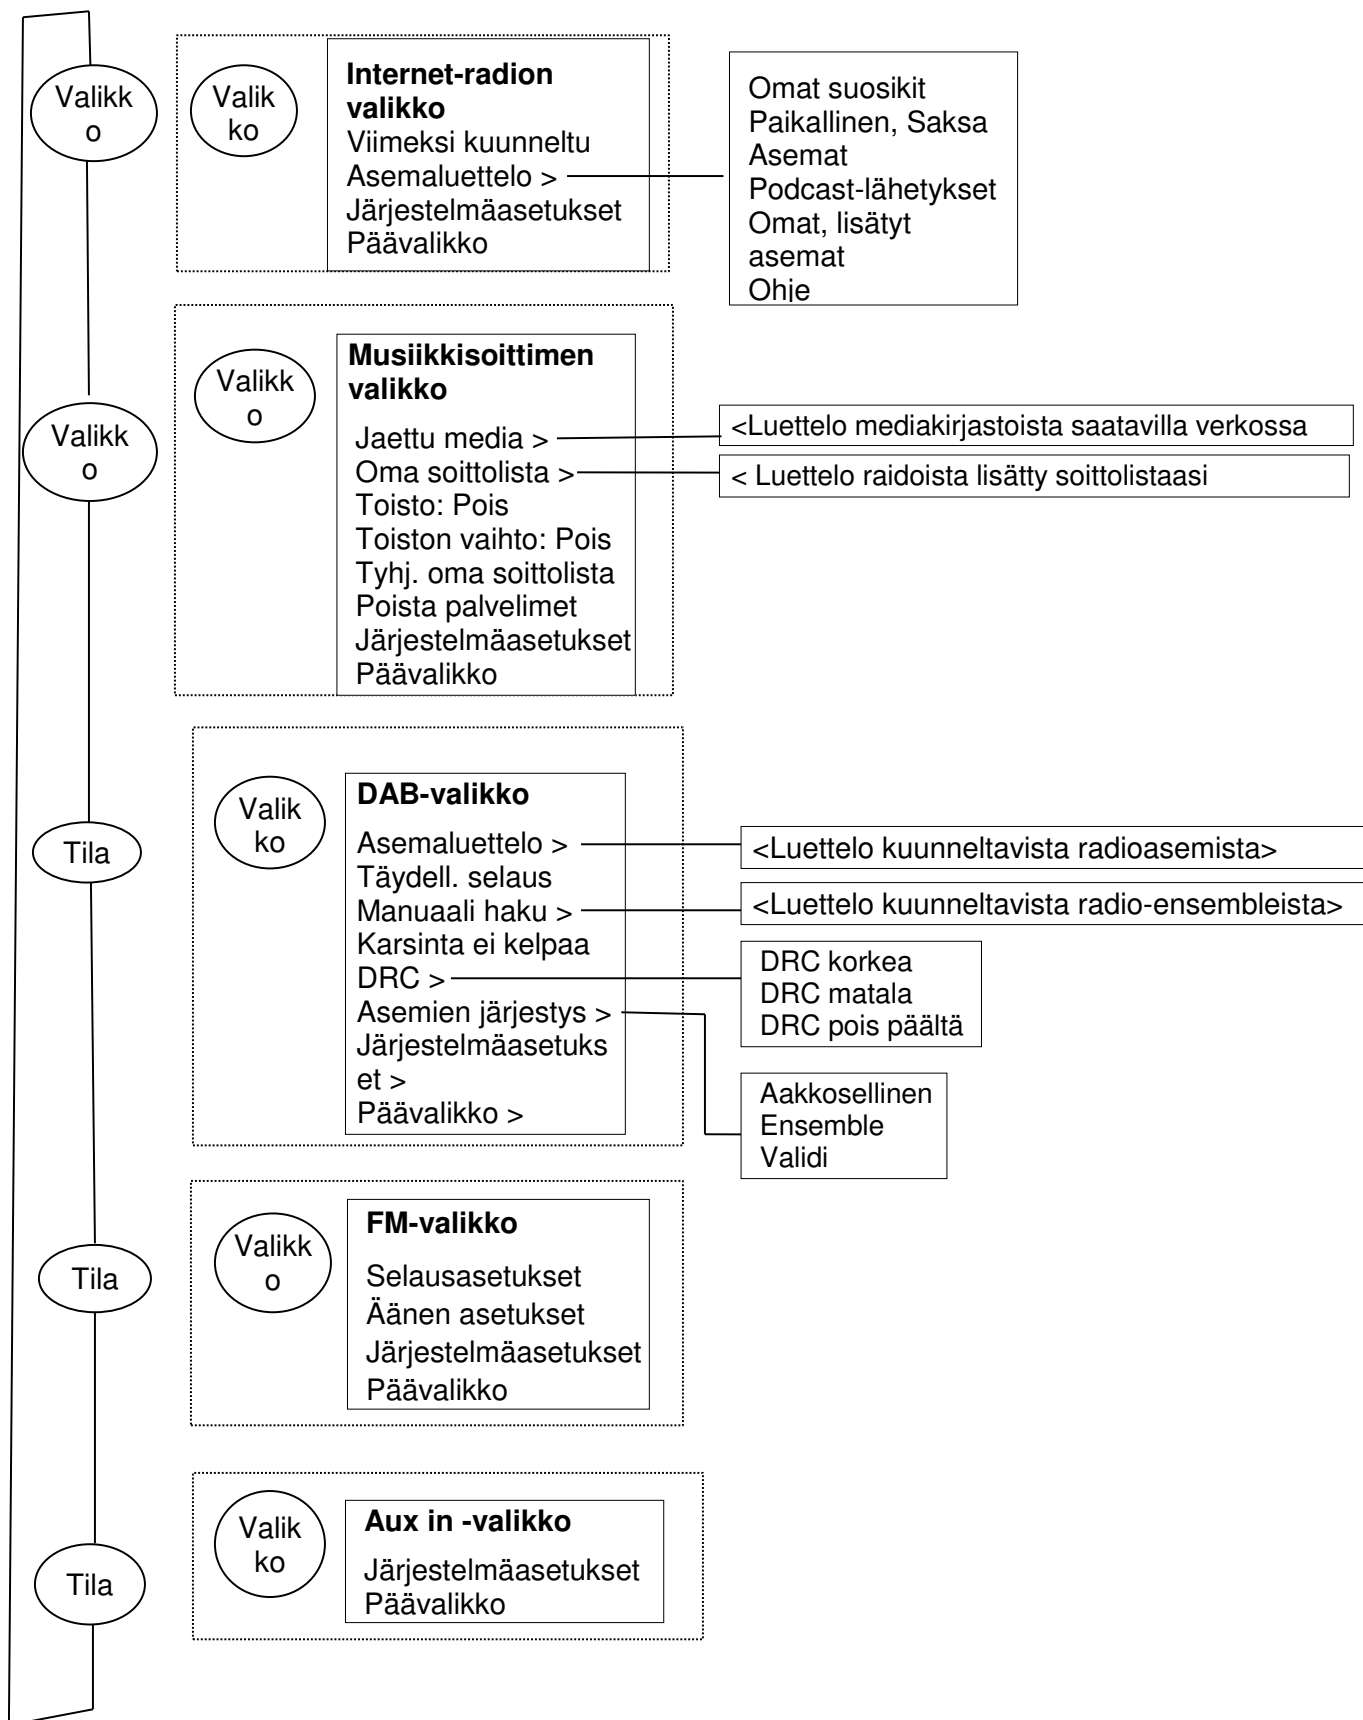 Valikk
o
Valik
ko
Internet-radion
valikko
Viimeksi kuunneltu
Asemaluettelo >
Järjestelmäasetukset
Päävalikko
Omat suosikit
Paikallinen, Saksa
Asemat
Podcast-lähetykset
Omat, lisätyt
asemat
Ohje
Valikk
o
Valikk
o
Musiikkisoittimen
valikko
Jaettu media >
Oma soittolista >
Toisto: Pois
Toiston vaihto: Pois
Tyhj. oma soittolista
Poista palvelimet
Järjestelmäasetukset
Päävalikko
<Luettelo mediakirjastoista saatavilla verkossa
< Luettelo raidoista lisätty soittolistaasi
Tila
Valik
ko
DAB-valikko
Asemaluettelo >
Täydell. selaus
Manuaali haku >
Karsinta ei kelpaa
DRC >
Asemien järjestys >
Järjestelmäasetuks
et >
Päävalikko >
<Luettelo kuunneltavista radioasemista>
<Luettelo kuunneltavista radio-ensembleista>
DRC korkea
DRC matala
DRC pois päältä
Aakkosellinen
Ensemble
Validi
Tila
Valikk
o
FM-valikko
Selausasetukset
Äänen asetukset
Järjestelmäasetukset
Päävalikko
Tila
Valik
ko
Aux in -valikko
Järjestelmäasetukset
Päävalikko